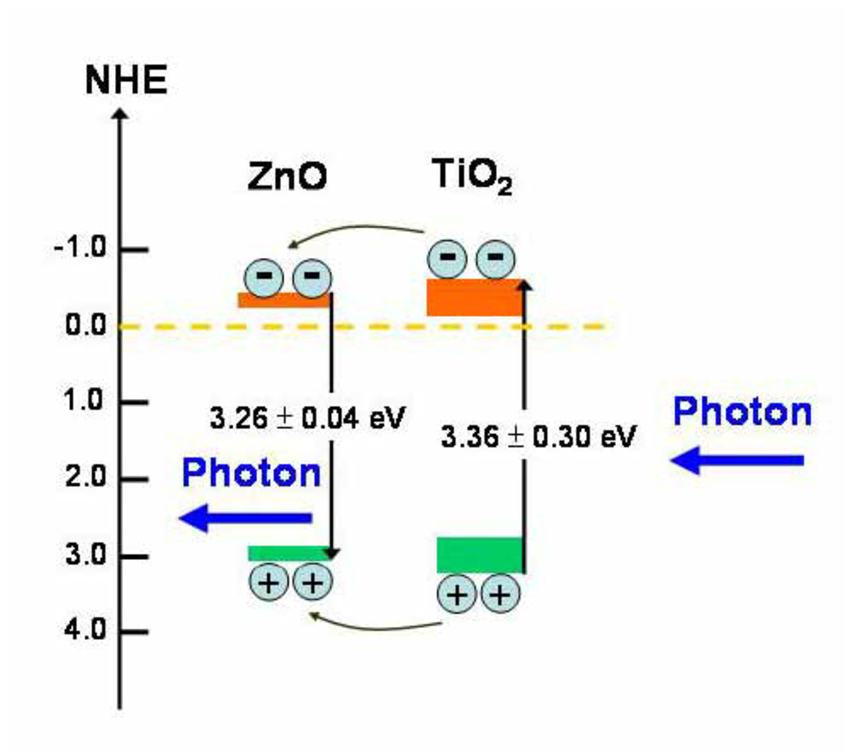 NHE
ZnO
TiO₂
-1.0
0.0
1.0
3.26 ± 0.04 eV
Photon
3.36 ± 0.30 eV
2.0
Photon
3.0
4.0